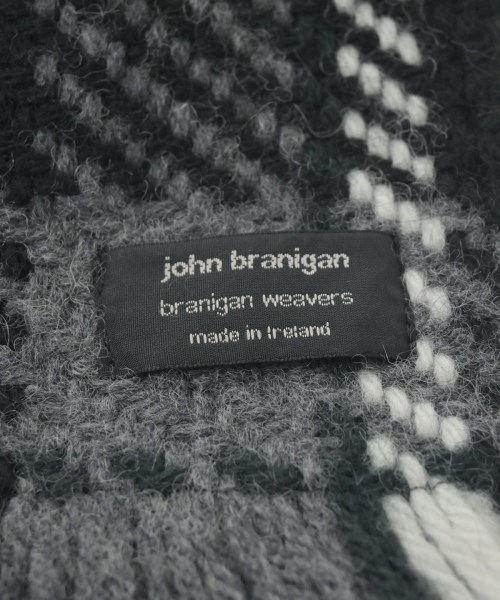 john branigan
branigan weavers
made in Ireland